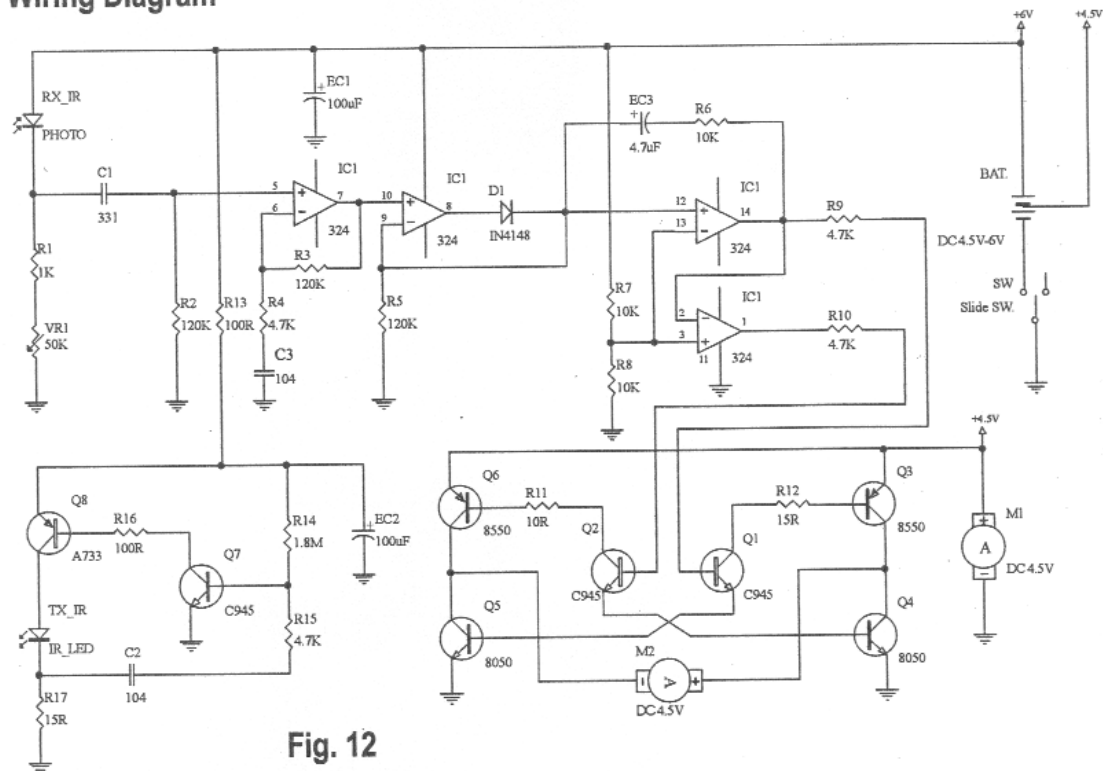 Wiring Diagram
+6V
+4.5V
RX_IR
PHOTO
EC1
+
100uF
EC3
+
4.7uF
R6
10K
C1
331
IC1
5
+
7
6
-
324
IC1
10
+
8
9
-
324
D1
IN4148
IC1
12
+
14
13
-
324
R9
4.7K
BAT.
DC4.5V-6V
R1
1K
VR1
50K
R2
120K
R13
100R
R3
120K
R4
4.7K
C3
104
R5
120K
R7
10K
R8
10K
IC1
2
-
1
3
+
11
324
R10
4.7K
SW
Slide SW.
+4.5V
Q8
A733
R16
100R
Q7
C945
R14
1.8M
EC2
+
100uF
TX_IR
IR_LED
R15
4.7K
C2
104
R17
15R
Q6
8550
R11
10R
Q2
C945
Q1
C945
R12
15R
Q3
8550
M1
+
A
-
DC4.5V
Q5
8050
Q4
8050
M2
-
A
+
DC4.5V
Fig. 12